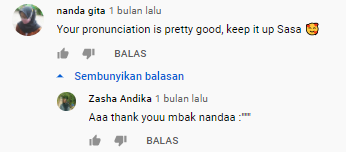 nanda gita 1 bulan lalu
Your pronunciation is pretty good, keep it up Sasa 🥰
BALAS
Sembunyikan balasan
Zasha Andika 1 bulan lalu
Aaa thank youu mbak nandaa :"""
BALAS